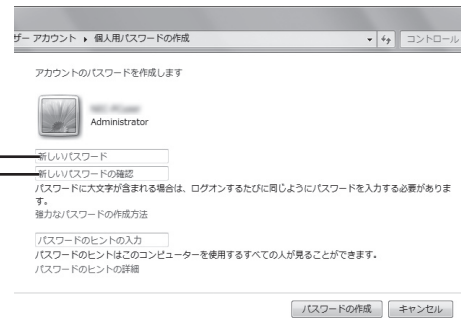 ザー アカウント ▸ 個人用パスワードの作成
コントロール
アカウントのパスワードを作成します
Administrator
新しいパスワード
新しいパスワードの確認
パスワードに大文字が含まれる場合は、ログオンするたびに同じようにパスワードを入力する必要がありま
す。
強力なパスワードの作成方法
パスワードのヒントの入力
パスワードのヒントはこのコンピューターを使用するすべての人が見ることができます。
パスワードのヒントの詳細
パスワードの作成 キャンセル